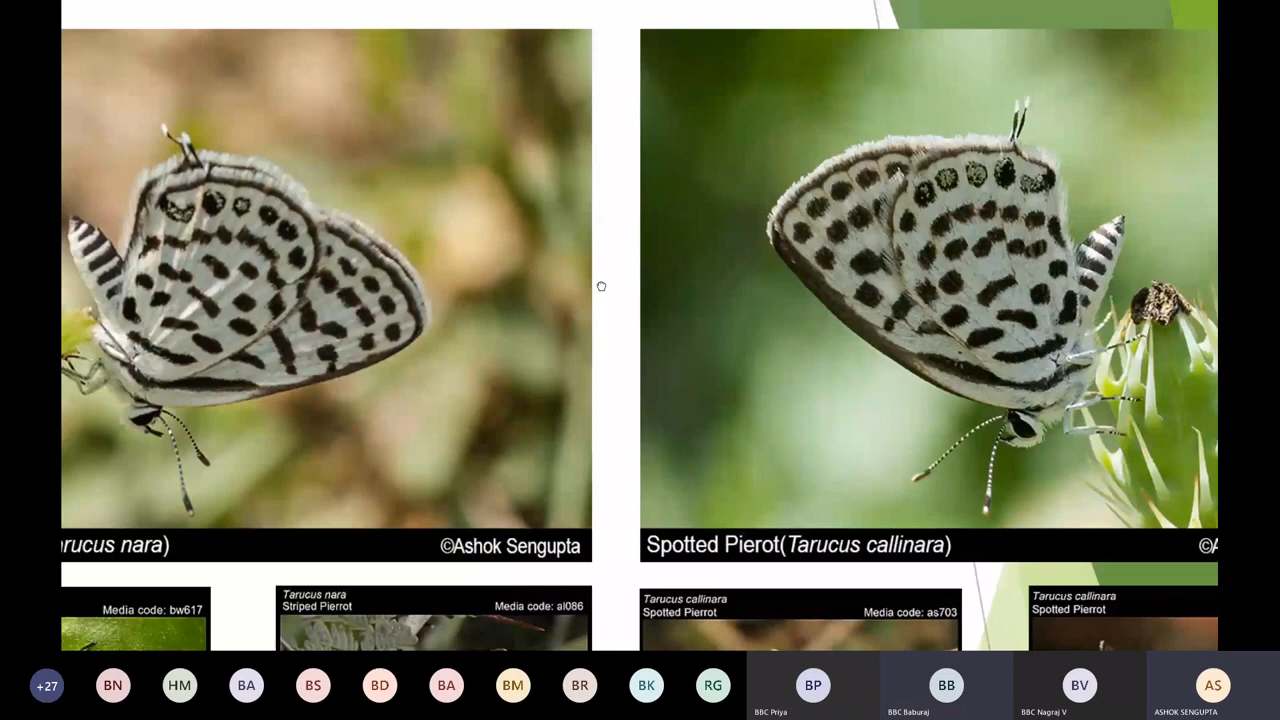 rucus nara)
©Ashok Sengupta
Spotted Pierot(Tarucus callinara)
©A
Media code: bw617
Tarucus nara
Striped Pierrot
Media code: al086
Tarucus callinara
Spotted Pierrot
Media code: as703
Tarucus callinara
Spotted Pierrot
+27
BN
HM
BA
BS
BD
BA
BM
BR
BK
RG
BP
BBC Priya
BB
BBC Baburaj
BV
BBC Nagraj V
AS
ASHOK SENGUPTA